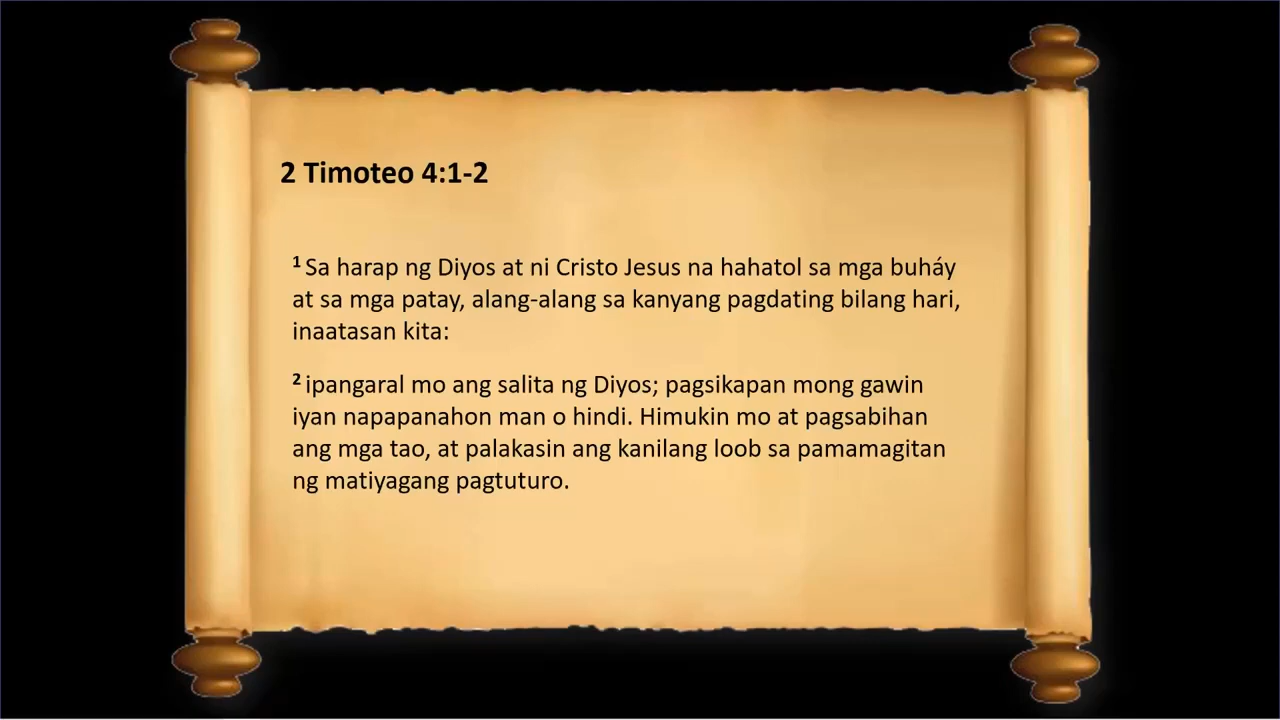 2 Timoteo 4:1-2
1 Sa harap ng Diyos at ni Cristo Jesus na hahatol sa mga buháy
at sa mga patay, alang-alang sa kanyang pagdating bilang hari,
inaatasan kita:
2 ipangaral mo ang salita ng Diyos; pagsikapan mong gawin
iyan napapanahon man o hindi. Himukin mo at pagsabihan
ang mga tao, at palakasin ang kanilang loob sa pamamagitan
ng matiyagang pagtuturo.